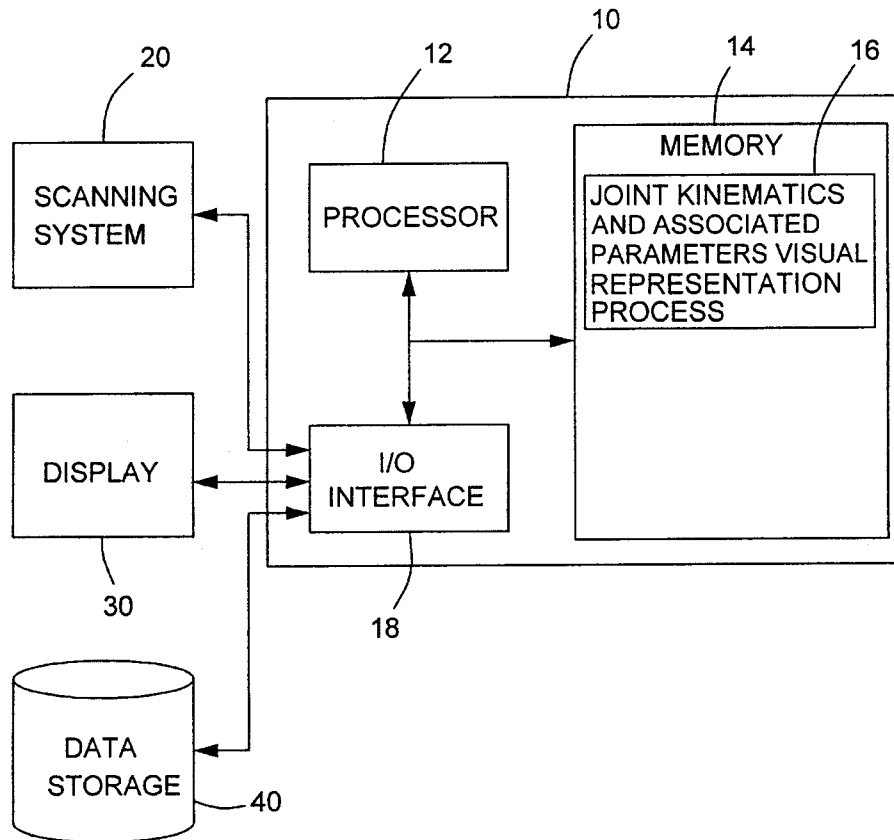 10
20
12
14
16
SCANNING
SYSTEM
PROCESSOR
MEMORY
JOINT KINEMATICS
AND ASSOCIATED
PARAMETERS VISUAL
REPRESENTATION
PROCESS
DISPLAY
30
I/O
INTERFACE
18
DATA
STORAGE
40